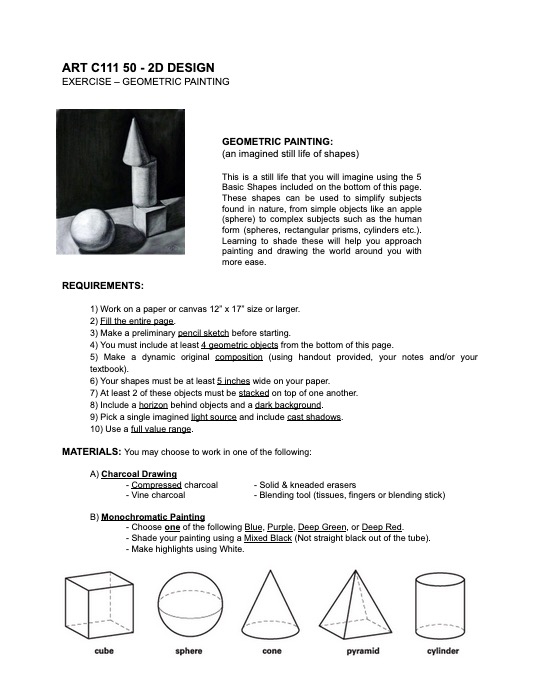 ART C111 50 - 2D DESIGN
EXERCISE – GEOMETRIC PAINTING
GEOMETRIC PAINTING:
(an imagined still life of shapes)
This is a still life that you will imagine using the 5
Basic Shapes included on the bottom of this page.
These shapes can be used to simplify subjects
found in nature, from simple objects like an apple
(sphere) to complex subjects such as the human
form (spheres, rectangular prisms, cylinders etc.).
Learning to shade these will help you approach
painting and drawing the world around you with
more ease.
REQUIREMENTS:
1) Work on a paper or canvas 12” x 17” size or larger.
2) Fill the entire page.
3) Make a preliminary pencil sketch before starting.
4) You must include at least 4 geometric objects from the bottom of this page.
5) Make a dynamic original composition (using handout provided, your notes and/or your
textbook).
6) Your shapes must be at least 5 inches wide on your paper.
7) At least 2 of these objects must be stacked on top of one another.
8) Include a horizon behind objects and a dark background.
9) Pick a single imagined light source and include cast shadows.
10) Use a full value range.
MATERIALS: You may choose to work in one of the following:
A) Charcoal Drawing
- Compressed charcoal - Solid & kneaded erasers
- Vine charcoal - Blending tool (tissues, fingers or blending stick)
B) Monochromatic Painting
- Choose one of the following Blue, Purple, Deep Green, or Deep Red.
- Shade your painting using a Mixed Black (Not straight black out of the tube).
- Make highlights using White.
cube sphere cone pyramid cylinder